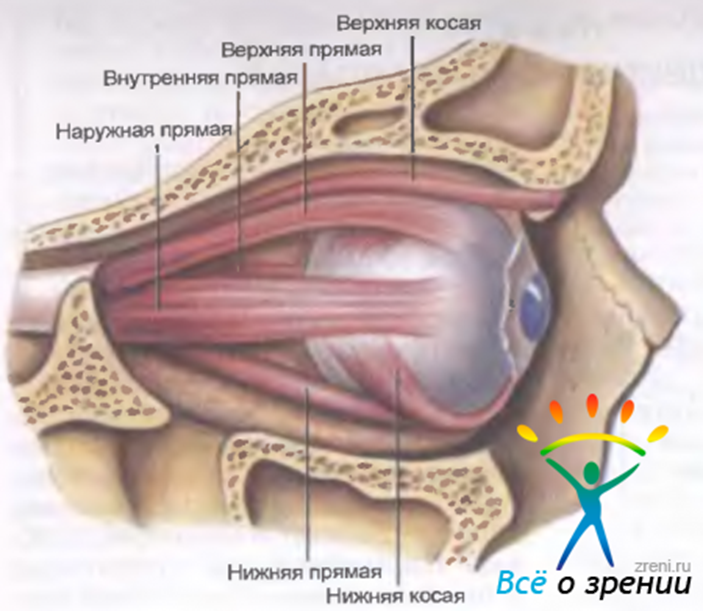 Верхняя косая
Верхняя прямая
Внутренняя прямая
Наружная прямая
Нижняя прямая
Нижняя косая
zreni.ru
Всё о зрении